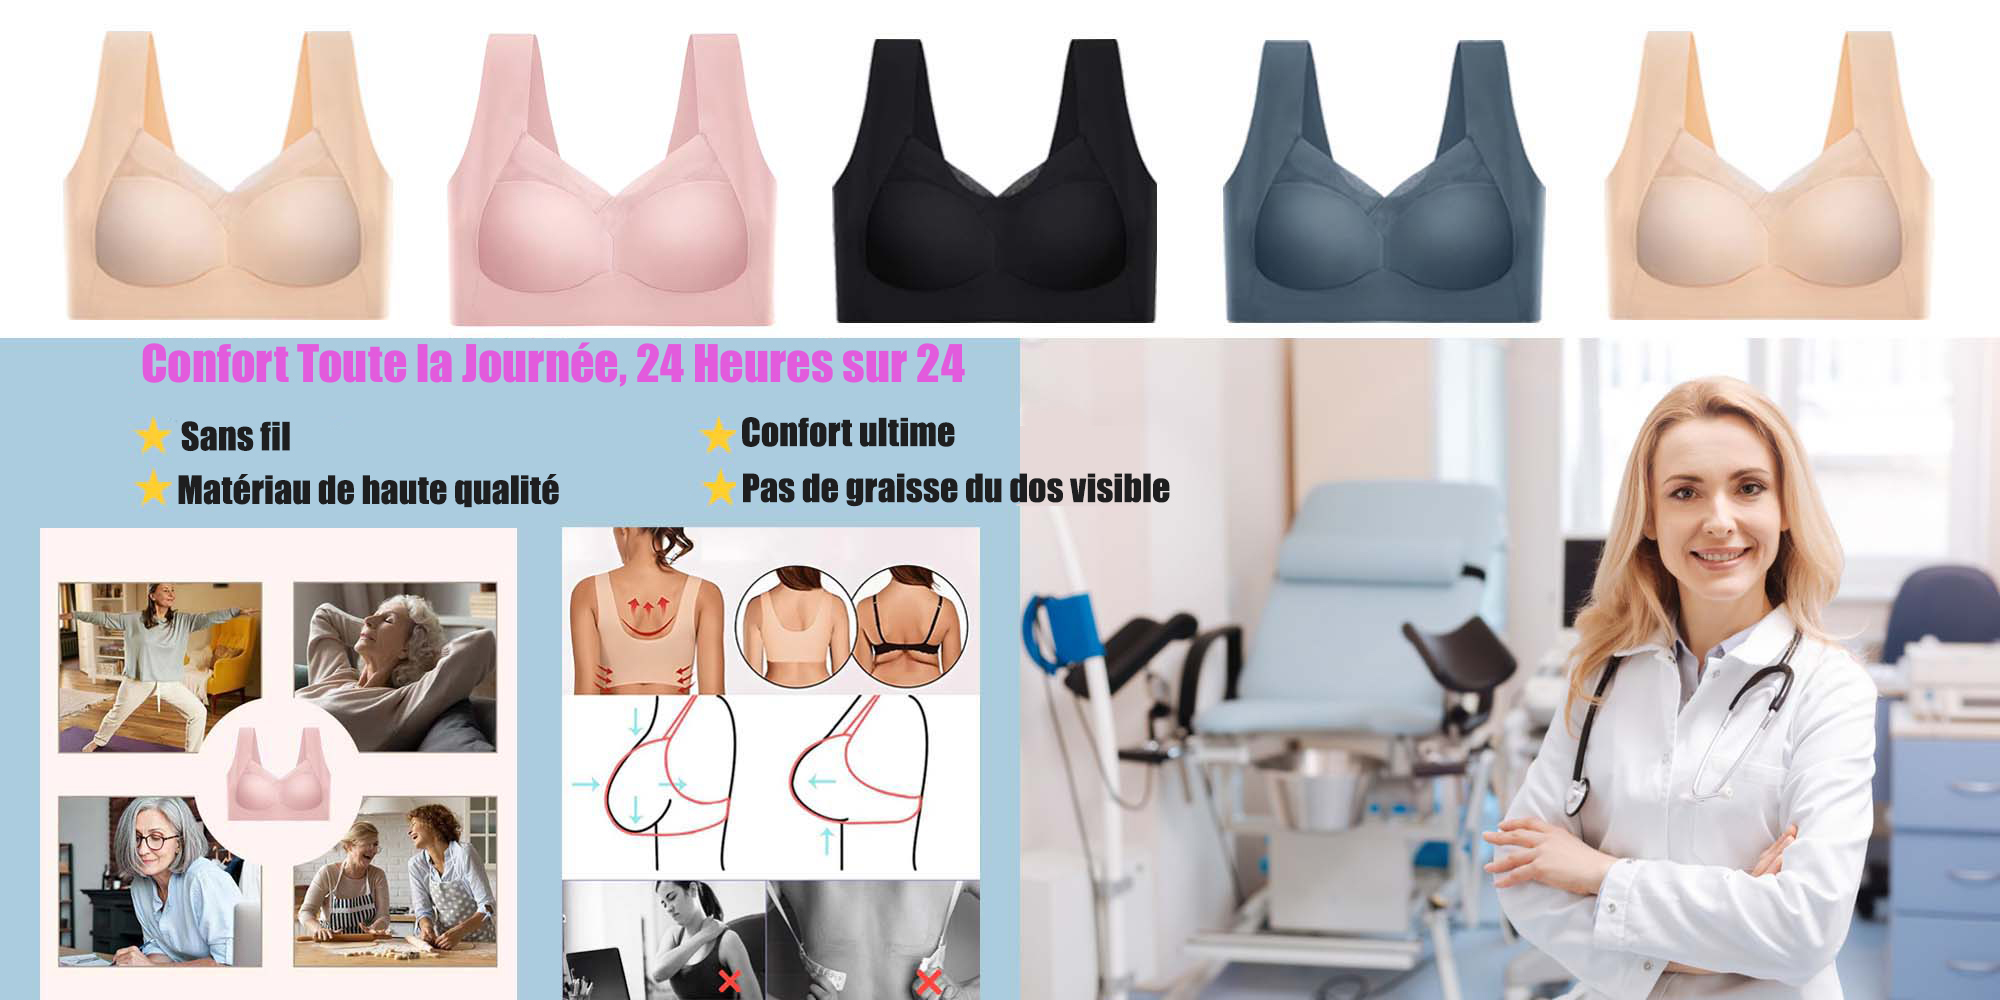 Confort Toute la Journée, 24 Heures sur 24
Sans fil
Confort ultime
Matériau de haute qualité
Pas de graisse du dos visible